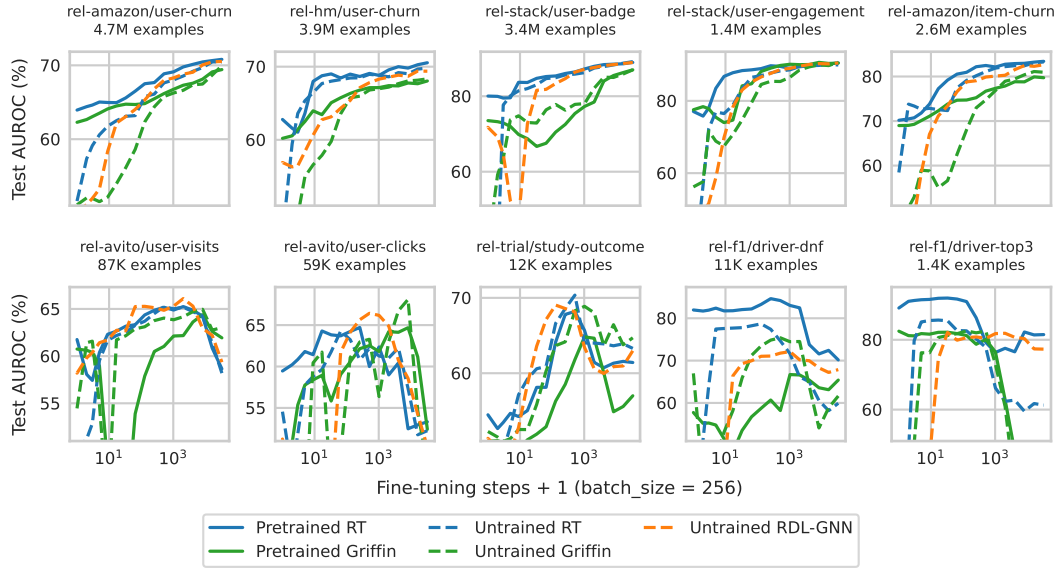 rel-amazon/user-churn
4.7M examples
rel-hm/user-churn
3.9M examples
rel-stack/user-badge
3.4M examples
rel-stack/user-engagement
1.4M examples
rel-amazon/item-churn
2.6M examples
Test AUROC (%)
70
60
60
70
60
80
60
80
60
80
70
60
rel-avito/user-visits
87K examples
rel-avito/user-clicks
59K examples
rel-trial/study-outcome
12K examples
rel-f1/driver-dnf
11K examples
rel-f1/driver-top3
1.4K examples
Test AUROC (%)
65
60
55
65
60
55
70
60
80
70
60
80
60
10¹ 10³
10¹ 10³
10¹ 10³
10¹ 10³
10¹ 10³
Fine-tuning steps + 1 (batch_size = 256)
Pretrained RT
Untrained RT
Untrained RDL-GNN
Pretrained Griffin
Untrained Griffin